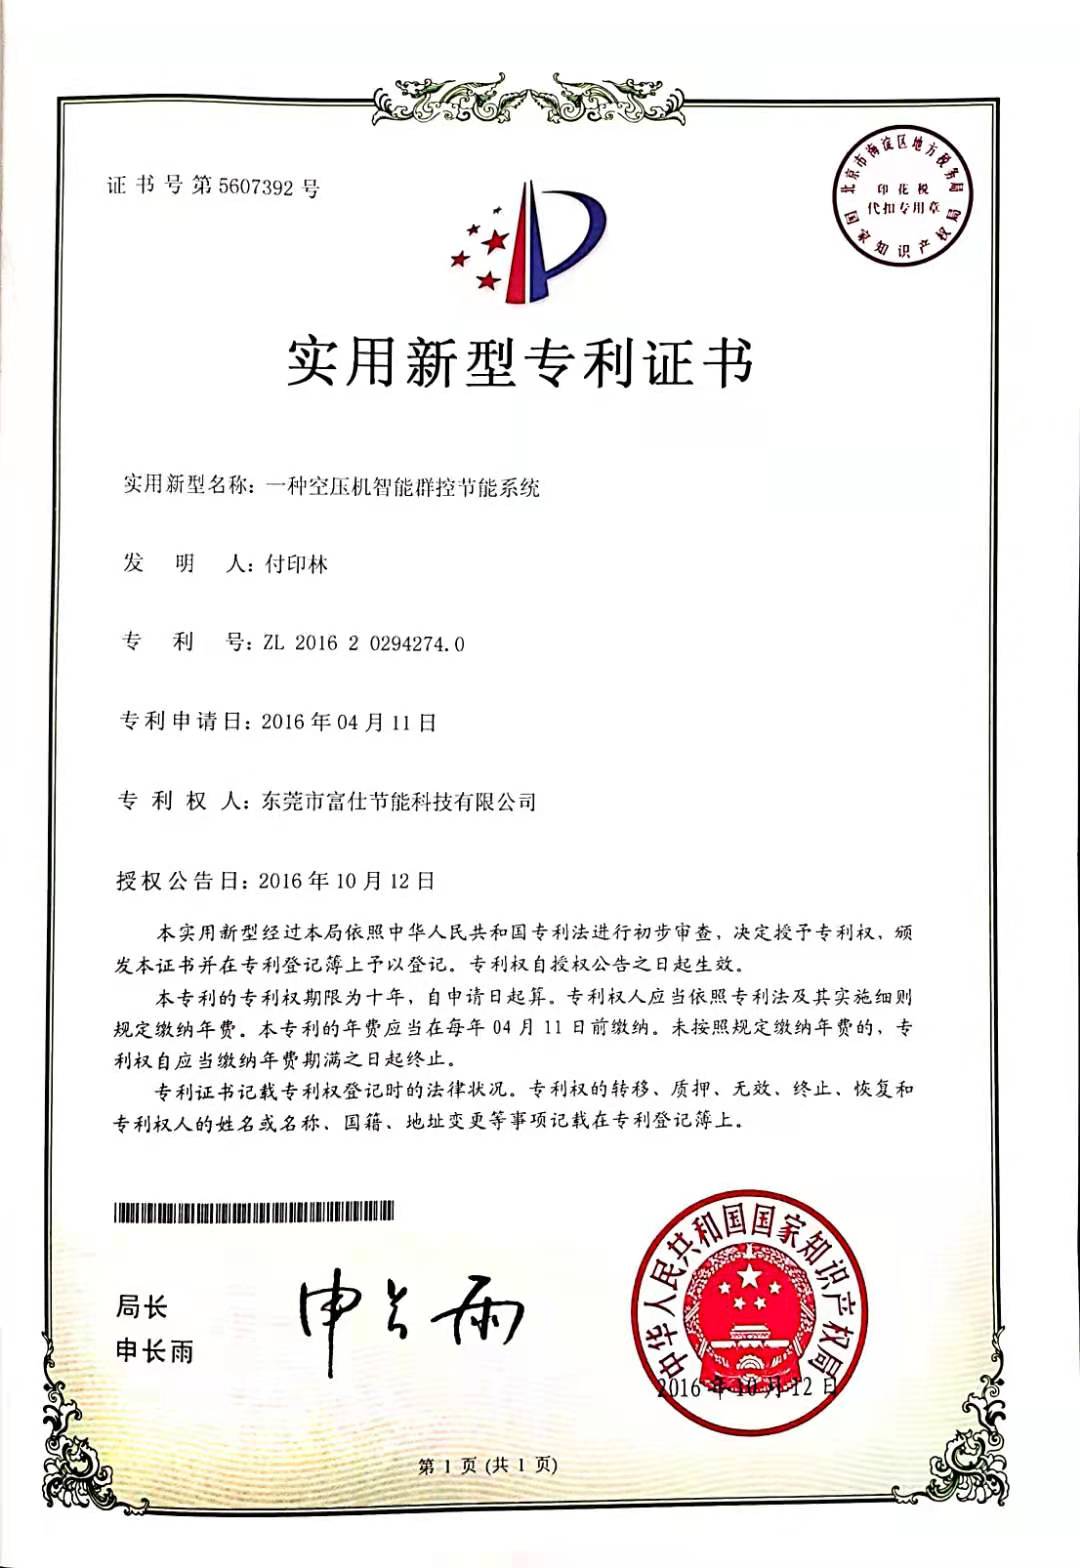 证书号第5607392号
北京市海淀区地方税务局
印花税
代扣专用章
国家知识产权局
实用新型专利证书
实用新型名称：一种空压机智能群控节能系统
发明人：付印林
专利号：ZL 2016 2 0294274.0
专利申请日：2016年04月11日
专利权人：东莞市富仕节能科技有限公司
授权公告日：2016年10月12日
本实用新型经过本局依照中华人民共和国专利法进行初步审查，决定授予专利权，颁
发本证书并在专利登记簿上予以登记。专利权自授权公告之日起生效。
本专利的专利权期限为十年，自申请日起算。专利权人应当依照专利法及其实施细则
规定缴纳年费。本专利的年费应当在每年04月11日前缴纳。未按照规定缴纳年费的，专
利权自应当缴纳年费期满之日起终止。
专利证书记载专利权登记时的法律状况。专利权的转移、质押、无效、终止、恢复和
专利权人的姓名或名称、国籍、地址变更等事项记载在专利登记簿上。
局长
申长雨
申长雨
中华人民共和国国家知识产权局
2016年10月12日
第1页(共1页)